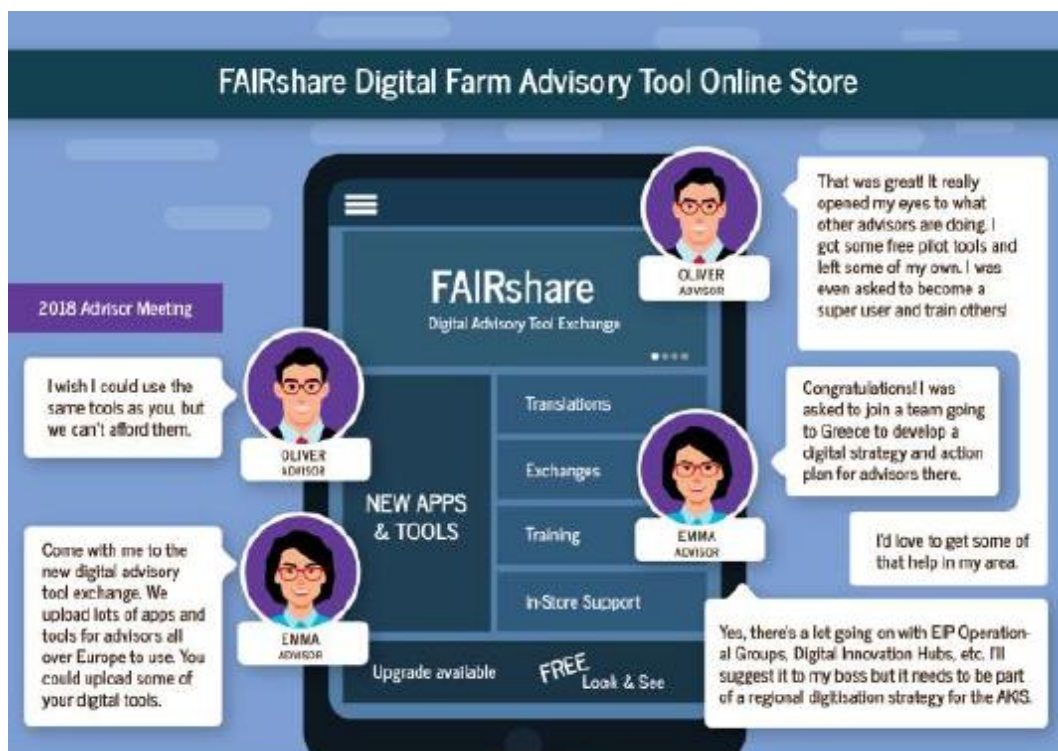 FAIRshare Digital Farm Advisory Tool Online Store
2018 Advisor Meeting
I wish I could use the
same tools as you, but
we can't afford them.
OLIVER
ADVISOR
Come with me to the
new digital advisory
tool exchange. We
upload lots of apps and
tools for advisors all
over Europe to use. You
could upload some of
your digital tools.
EMMA
ADVISOR
FAIRshare
Digital Advisory Tool Exchange
NEW APPS
& TOOLS
Translations
Exchanges
Training
In-Store Support
Upgrade available
FREE
Look & See
OLIVER
ADVISOR
That was great! It really
opened my eyes to what
other advisors are doing. I
got some free pilot tools and
left some of my own. I was
even asked to become a
super user and train others!
EMMA
ADVISOR
Congratulations! I was
asked to join a team going
to Greece to develop a
digital strategy and action
plan for advisors there.
I'd love to get some of
that help in my area.
Yes, there's a lot going on with EIP Operation-
al Groups, Digital Innovation Hubs, etc. I'll
suggest it to my boss but it needs to be part
of a regional digitisation strategy for the AKIS.